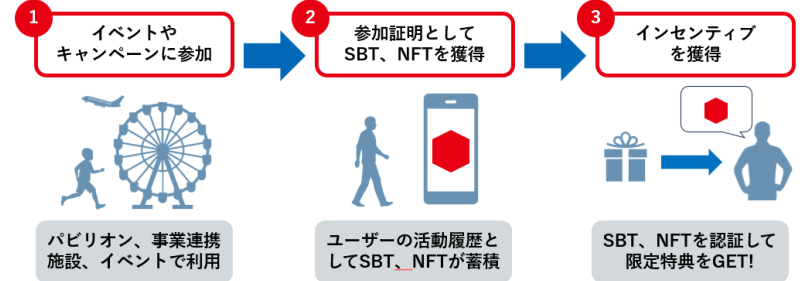 1
イベントや
キャンペーンに参加
2
参加証明として
SBT、NFTを獲得
3
インセンティブ
を獲得
パビリオン、事業連携
施設、イベントで利用
ユーザーの活動履歴と
してSBT、NFTが蓄積
SBT、NFTを認証して
限定特典をGET!